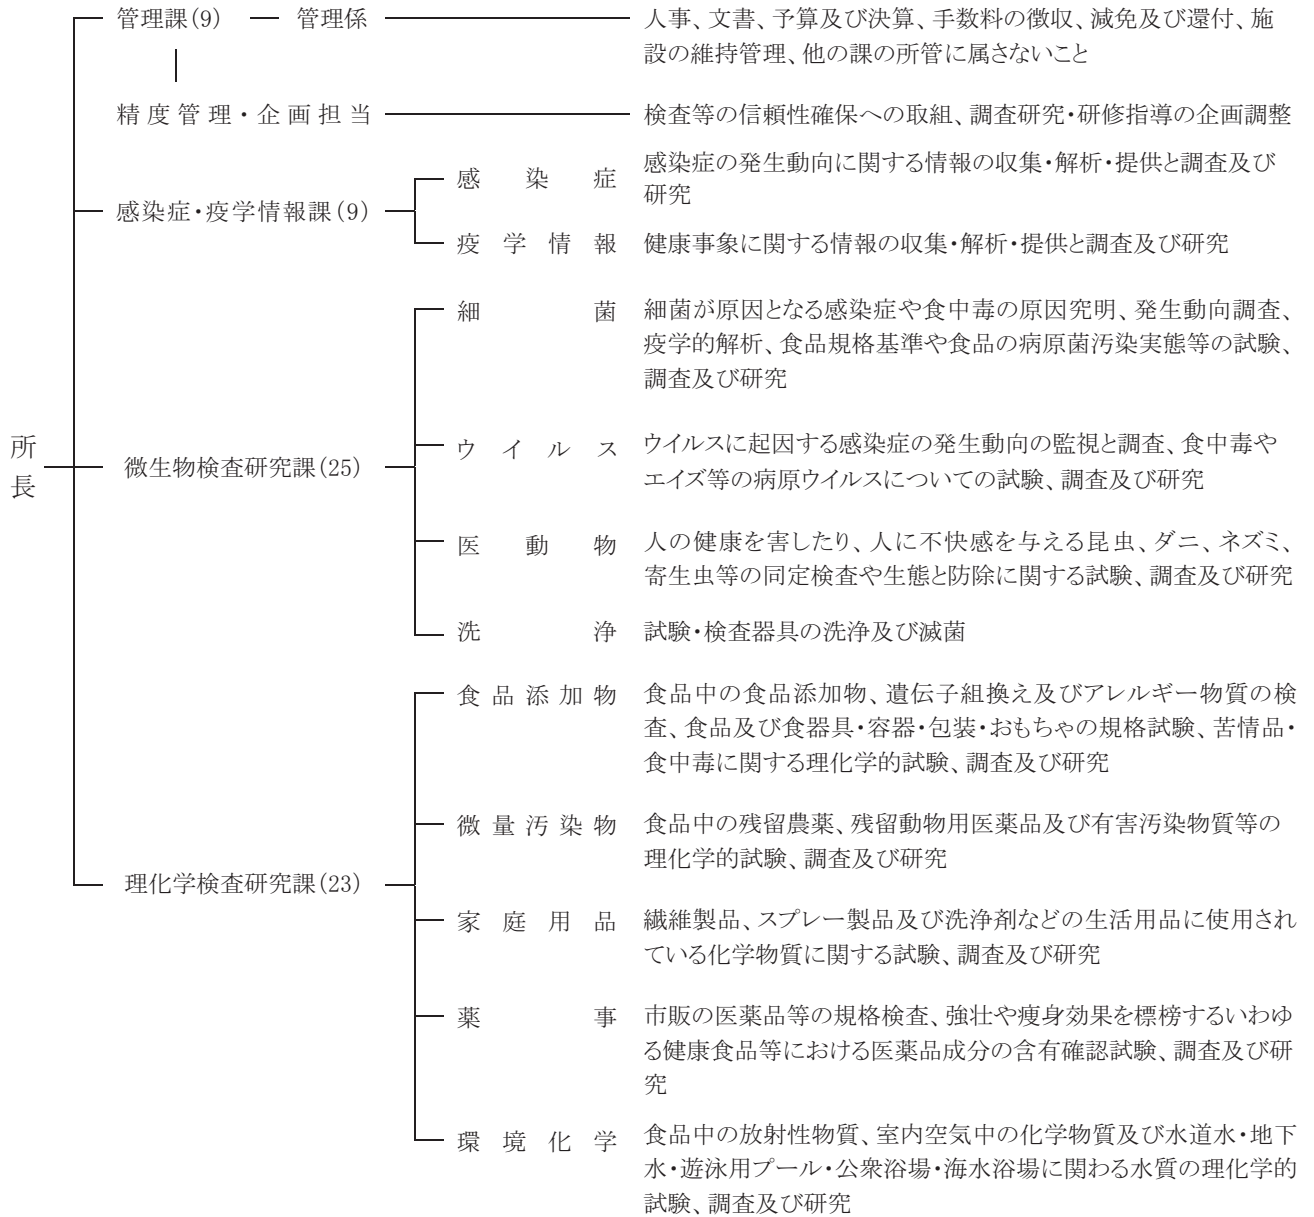 所長
管理課(9)
管理係
人事、文書、予算及び決算、手数料の徴収、減免及び還付、施
設の維持管理、他の課の所管に属さないこと
精度管理・企画担当
検査等の信頼性確保への取組、調査研究・研修指導の企画調整
感染症・疫学情報課(9)
感染症
感染症の発生動向に関する情報の収集・解析・提供と調査及び
研究
疫学情報
健康事象に関する情報の収集・解析・提供と調査及び研究
微生物検査研究課(25)
細菌
細菌が原因となる感染症や食中毒の原因究明、発生動向調査、
疫学的解析、食品規格基準や食品の病原菌汚染実態等の試験、
調査及び研究
ウイルス
ウイルスに起因する感染症の発生動向の監視と調査、食中毒や
エイズ等の病原ウイルスについての試験、調査及び研究
医動物
人の健康を害したり、人に不快感を与える昆虫、ダニ、ネズミ、
寄生虫等の同定検査や生態と防除に関する試験、調査及び研究
洗浄
試験・検査器具の洗浄及び滅菌
理化学検査研究課(23)
食品添加物
食品中の食品添加物、遺伝子組換え及びアレルギー物質の検
査、食品及び食器具・容器・包装・おもちゃの規格試験、苦情品・
食中毒に関する理化学的試験、調査及び研究
微量汚染物
食品中の残留農薬、残留動物用医薬品及び有害汚染物質等の
理化学的試験、調査及び研究
家庭用品
繊維製品、スプレー製品及び洗浄剤などの生活用品に使用され
ている化学物質に関する試験、調査及び研究
薬事
市販の医薬品等の規格検査、強壮や痩身効果を標榜するいわゆ
る健康食品等における医薬品成分の含有確認試験、調査及び研
究
環境化学
食品中の放射性物質、室内空気中の化学物質及び水道水・地下
水・遊泳用プール・公衆浴場・海水浴場に関わる水質の理化学的
試験、調査及び研究